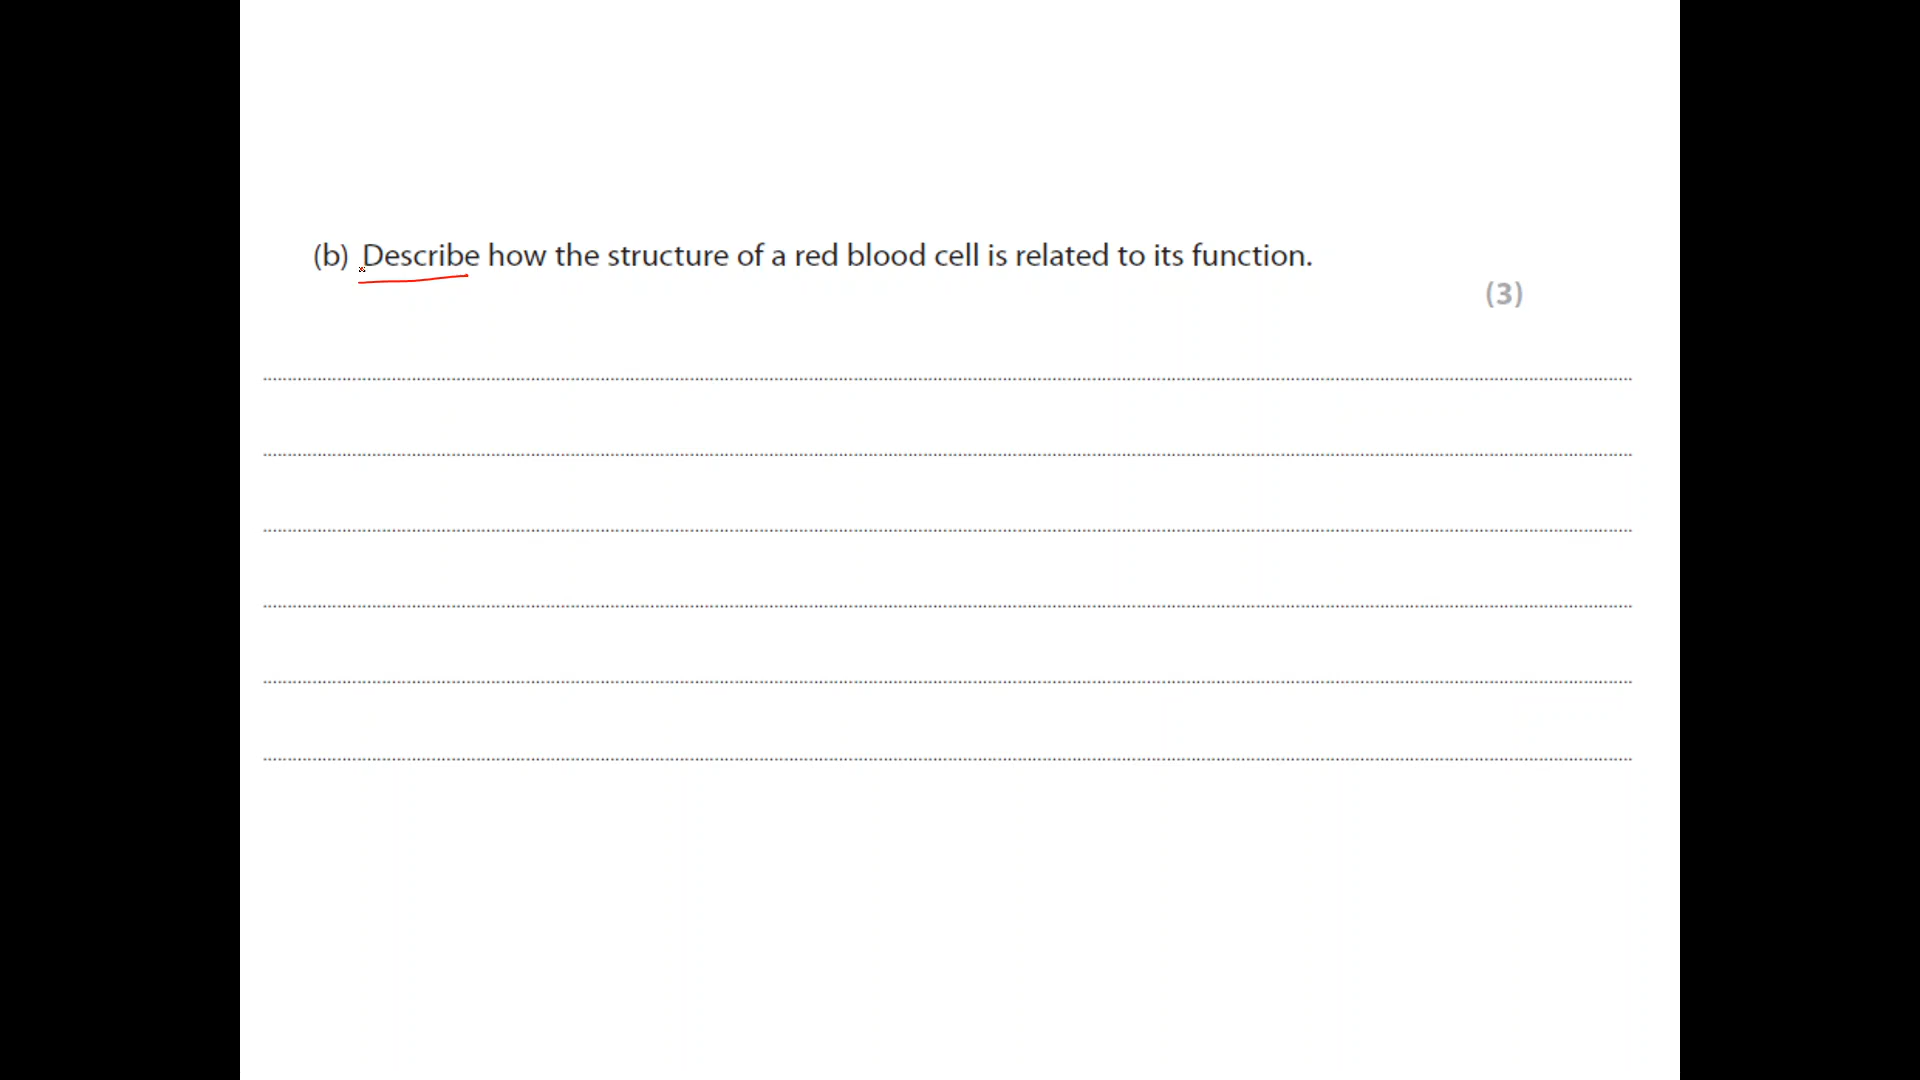 (b) Describe how the structure of a red blood cell is related to its function.
(3)